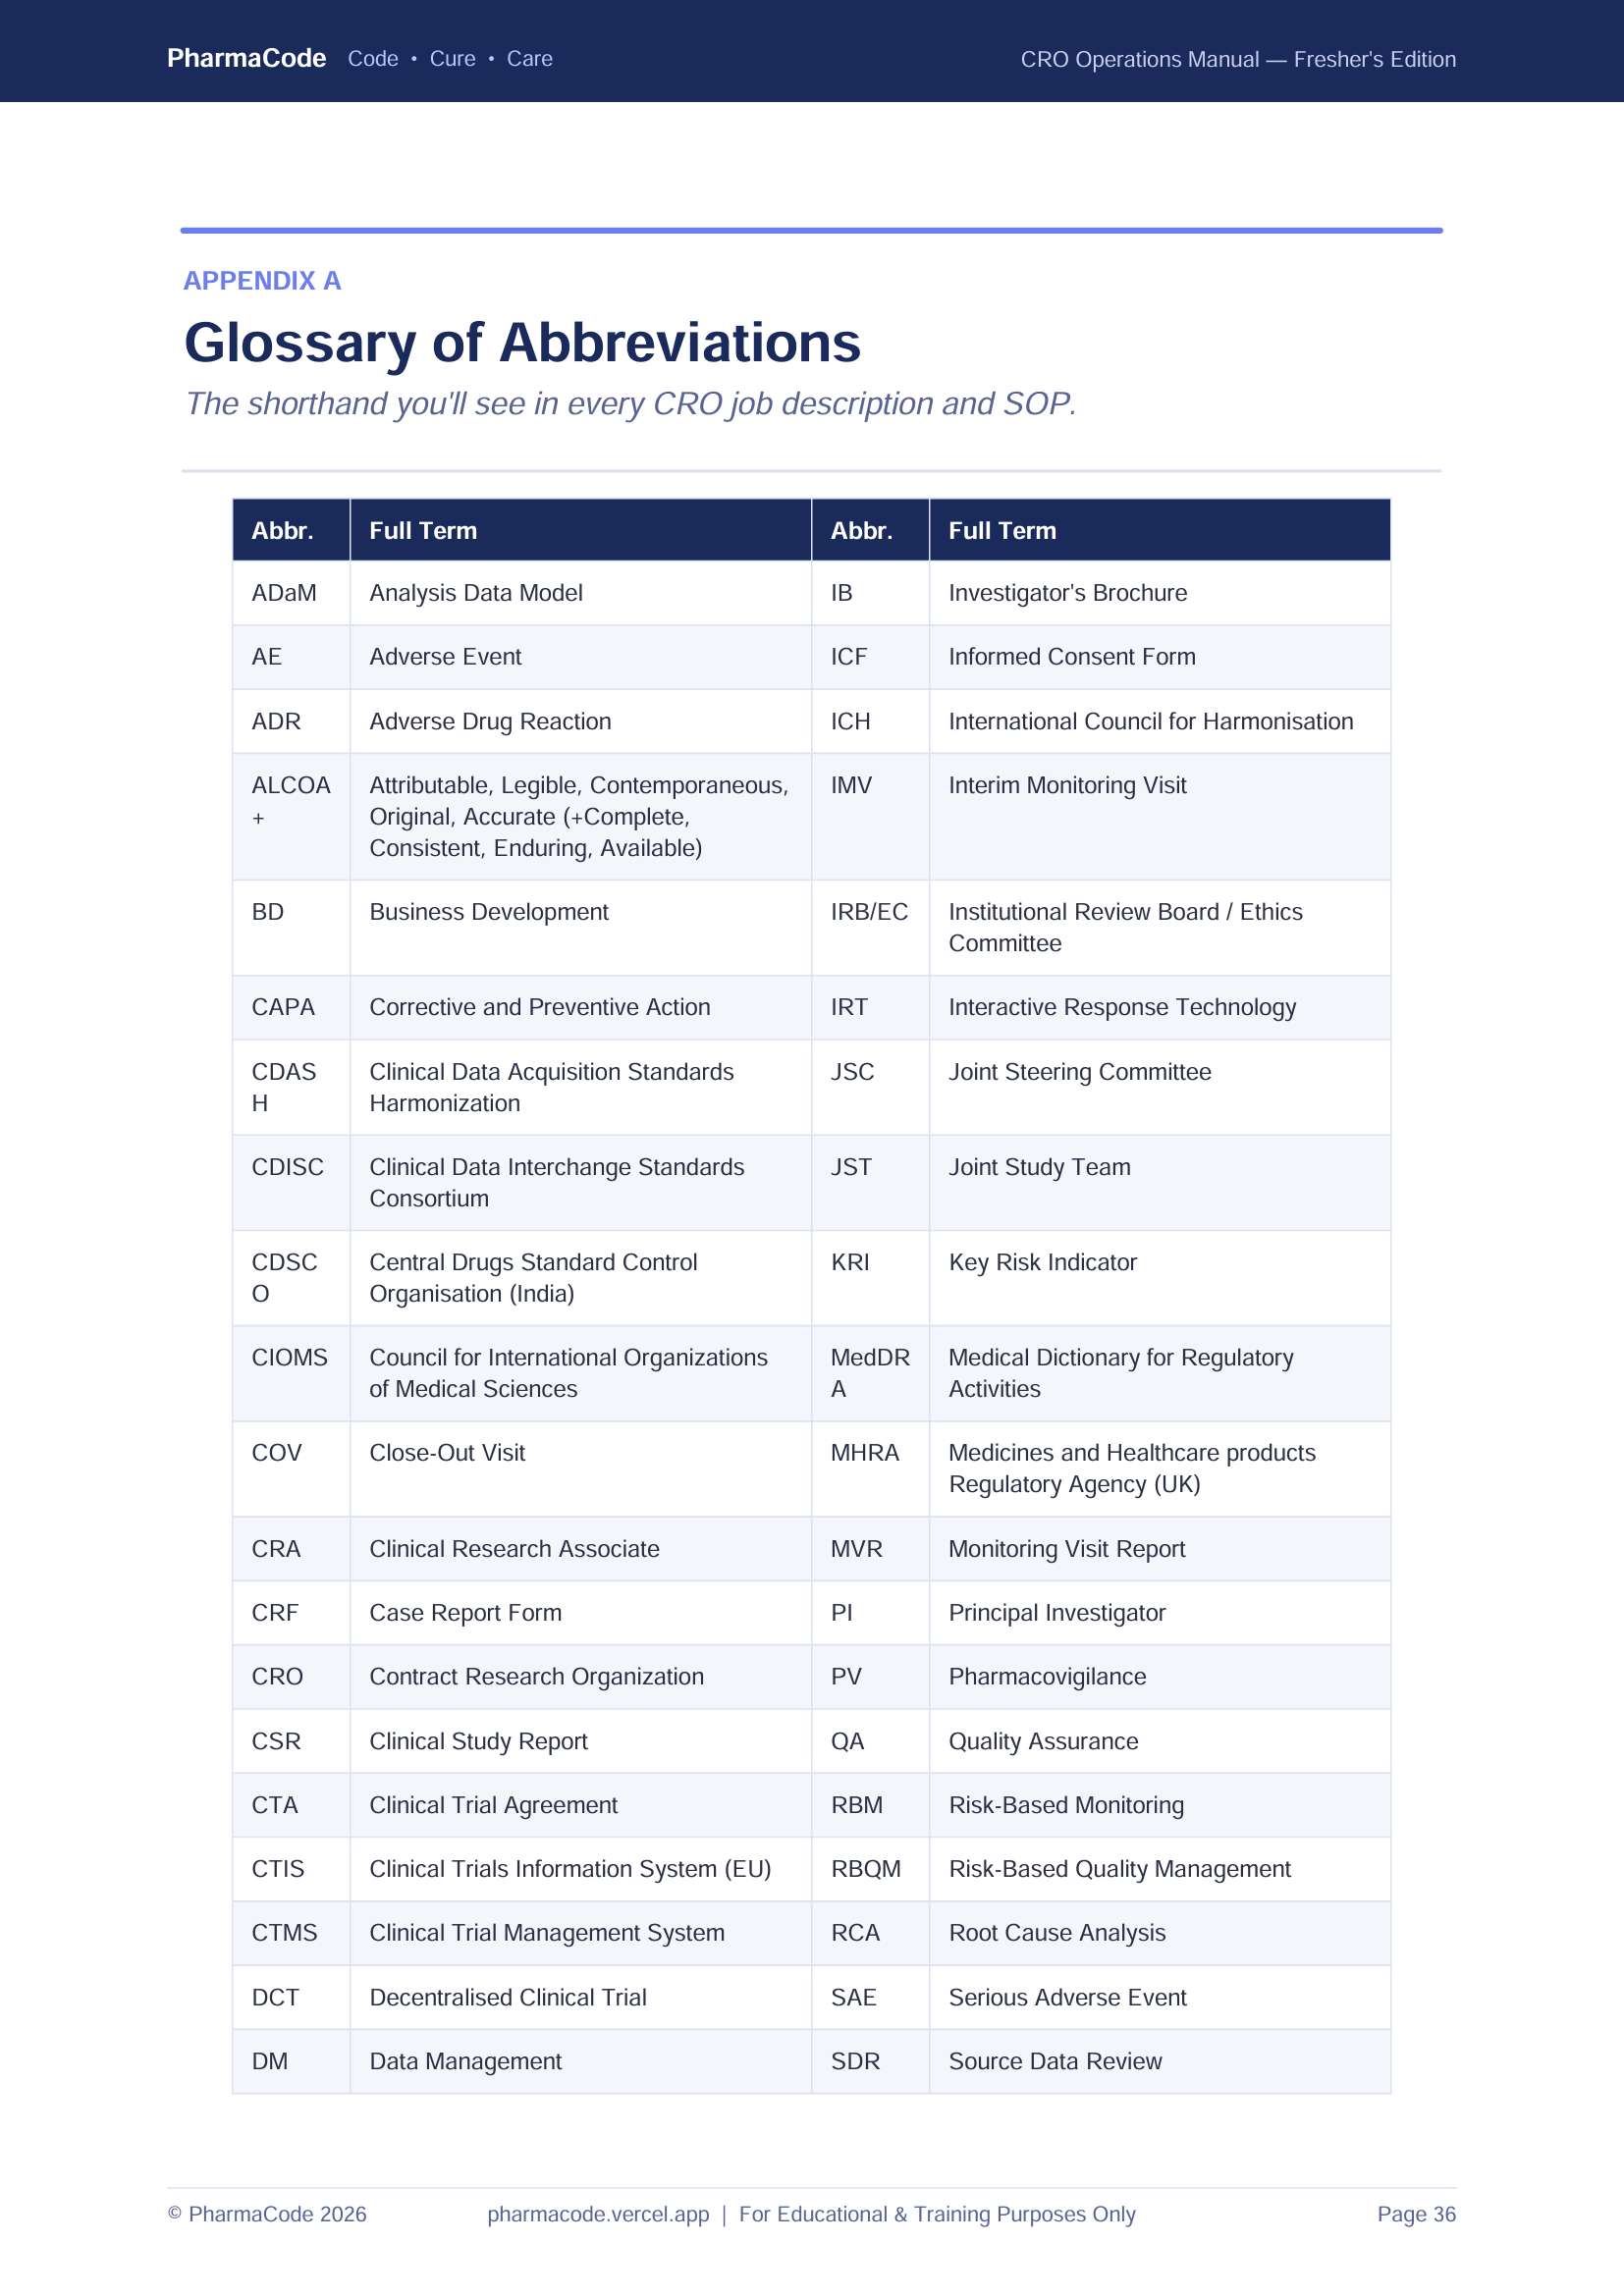 PharmaCode Code • Cure • Care
CRO Operations Manual — Fresher's Edition
APPENDIX A
Glossary of Abbreviations
The shorthand you'll see in every CRO job description and SOP.
Abbr. Full Term Abbr. Full Term
ADaM Analysis Data Model IB Investigator's Brochure
AE Adverse Event ICF Informed Consent Form
ADR Adverse Drug Reaction ICH International Council for Harmonisation
ALCOA Attributable, Legible, Contemporaneous, IMV Interim Monitoring Visit
+ Original, Accurate (+Complete,
Consistent, Enduring, Available)
BD Business Development IRB/EC Institutional Review Board / Ethics
Committee
CAPA Corrective and Preventive Action IRT Interactive Response Technology
CDAS Clinical Data Acquisition Standards JSC Joint Steering Committee
H Harmonization
CDISC Clinical Data Interchange Standards JST Joint Study Team
Consortium
CDSC Central Drugs Standard Control KRI Key Risk Indicator
O Organisation (India)
CIOMS Council for International Organizations MedDR Medical Dictionary for Regulatory
of Medical Sciences A Activities
COV Close-Out Visit MHRA Medicines and Healthcare products
Regulatory Agency (UK)
CRA Clinical Research Associate MVR Monitoring Visit Report
CRF Case Report Form PI Principal Investigator
CRO Contract Research Organization PV Pharmacovigilance
CSR Clinical Study Report QA Quality Assurance
CTA Clinical Trial Agreement RBM Risk-Based Monitoring
CTIS Clinical Trials Information System (EU) RBQM Risk-Based Quality Management
CTMS Clinical Trial Management System RCA Root Cause Analysis
DCT Decentralised Clinical Trial SAE Serious Adverse Event
DM Data Management SDR Source Data Review
© PharmaCode 2026 pharmacode.vercel.app | For Educational & Training Purposes Only Page 36